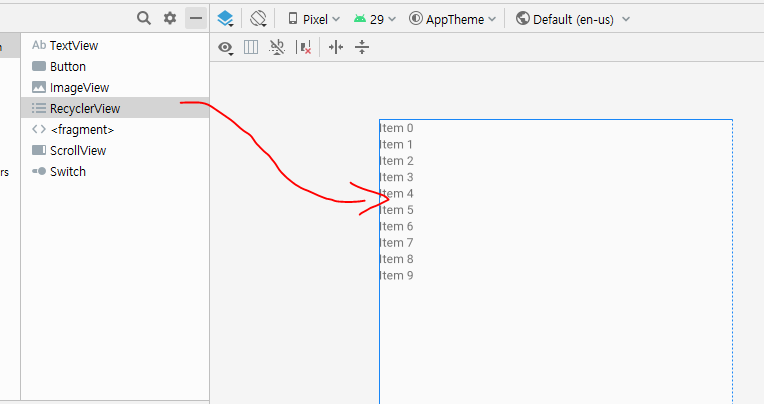 Pixel 29 AppTheme Default (en-us)
Ab TextView
Button
ImageView
RecyclerView
<fragment>
ScrollView
rs
Switch
Item 0
Item 1
Item 2
Item 3
Item 4
Item 5
Item 6
Item 7
Item 8
Item 9